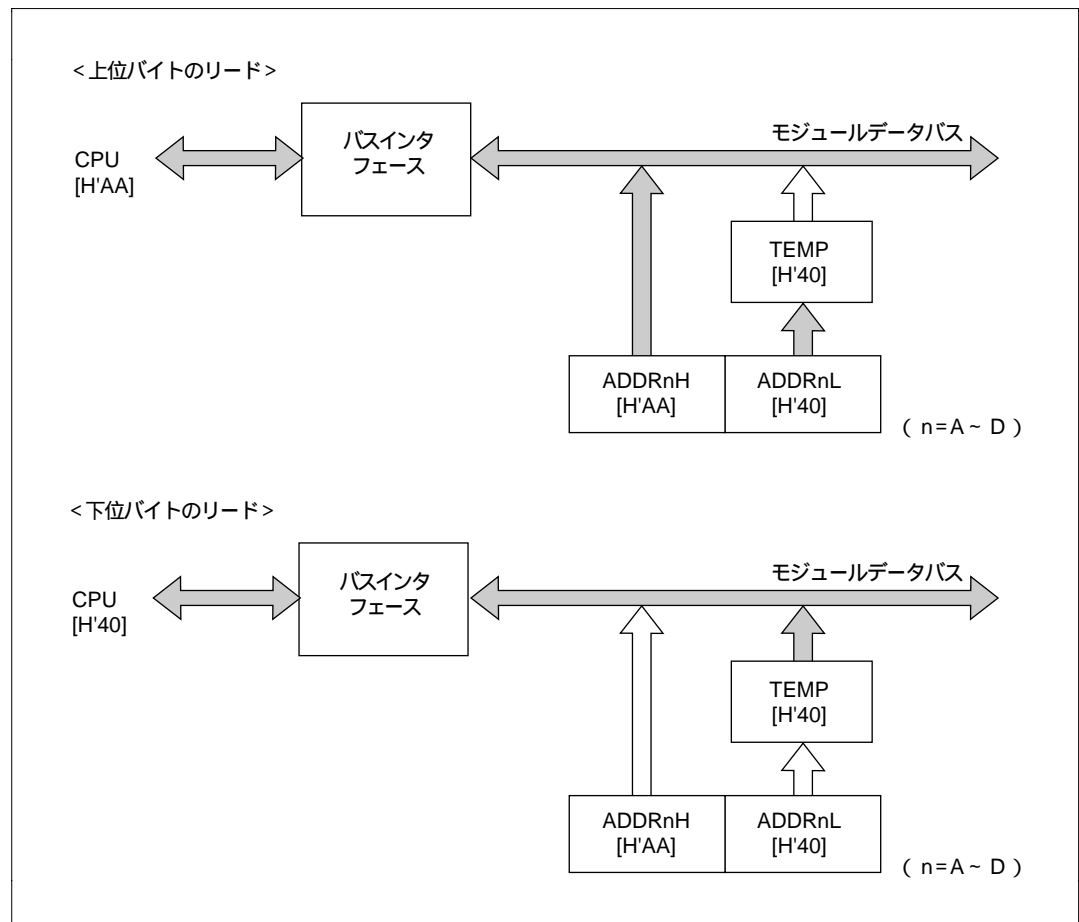 <上位バイトのリード>
モジュールデータバス
バスインタ
フェース
CPU
[H'AA]
TEMP
[H'40]
ADDRnH
[H'AA]
ADDRnL
[H'40]
( n=A ~ D )
<下位バイトのリード>
モジュールデータバス
バスインタ
フェース
CPU
[H'40]
TEMP
[H'40]
ADDRnH
[H'AA]
ADDRnL
[H'40]
( n=A ~ D )